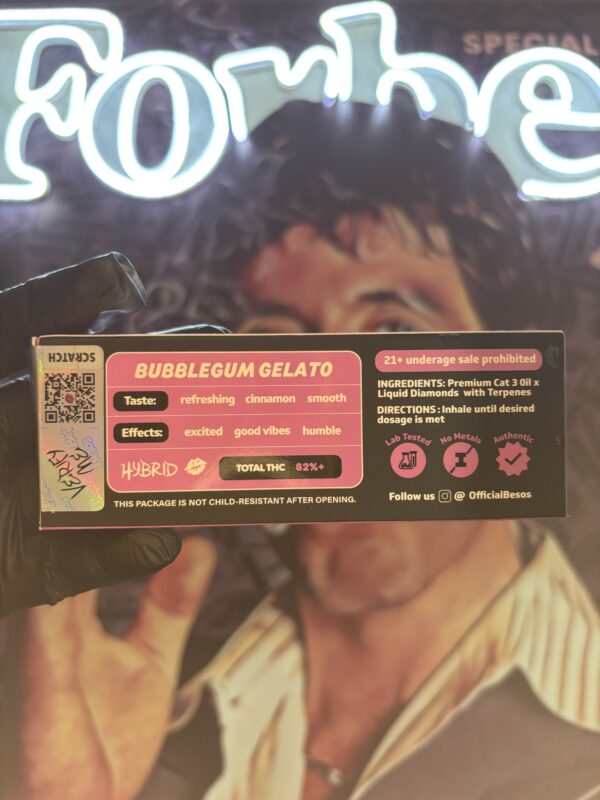 SPECIAL
Forbe
SCRATCH
VERIFY
ME
BUBBLEGUM GELATO
Taste: refreshing cinnamon smooth
Effects: excited good vibes humble
HYBRID TOTAL THC 82%+
THIS PACKAGE IS NOT CHILD-RESISTANT AFTER OPENING.
21+ underage sale prohibited
INGREDIENTS: Premium Cat 3 Oil x
Liquid Diamonds with Terpenes
DIRECTIONS: Inhale until desired
dosage is met
Lab Tested No Metals Authentic
Follow us @ OfficialBesos